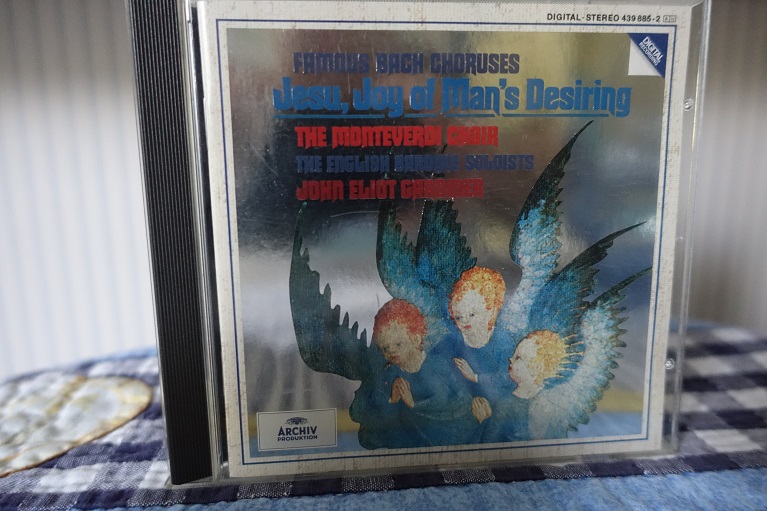 DIGITAL-STEREO 439 885-2
DIGITAL
RECORDING
FAMOUS BACH CHORUSES
Jesu, Joy of Man's Desiring
THE MONTEVERDI CHOIR
THE ENGLISH BAROQUE SOLOISTS
JOHN ELIOT GARDINER
ARCHIV
PRODUKTION